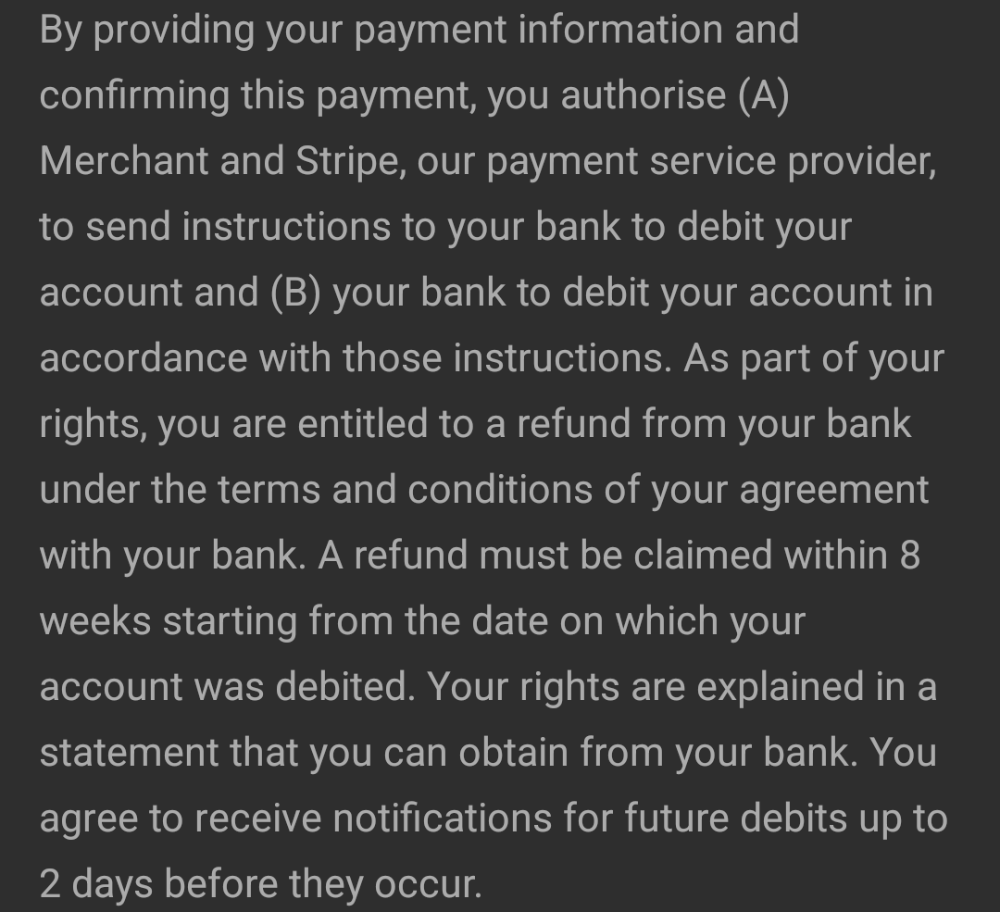 By providing your payment information and
confirming this payment, you authorise (A)
Merchant and Stripe, our payment service provider,
to send instructions to your bank to debit your
account and (B) your bank to debit your account in
accordance with those instructions. As part of your
rights, you are entitled to a refund from your bank
under the terms and conditions of your agreement
with your bank. A refund must be claimed within 8
weeks starting from the date on which your
account was debited. Your rights are explained in a
statement that you can obtain from your bank. You
agree to receive notifications for future debits up to
2 days before they occur.